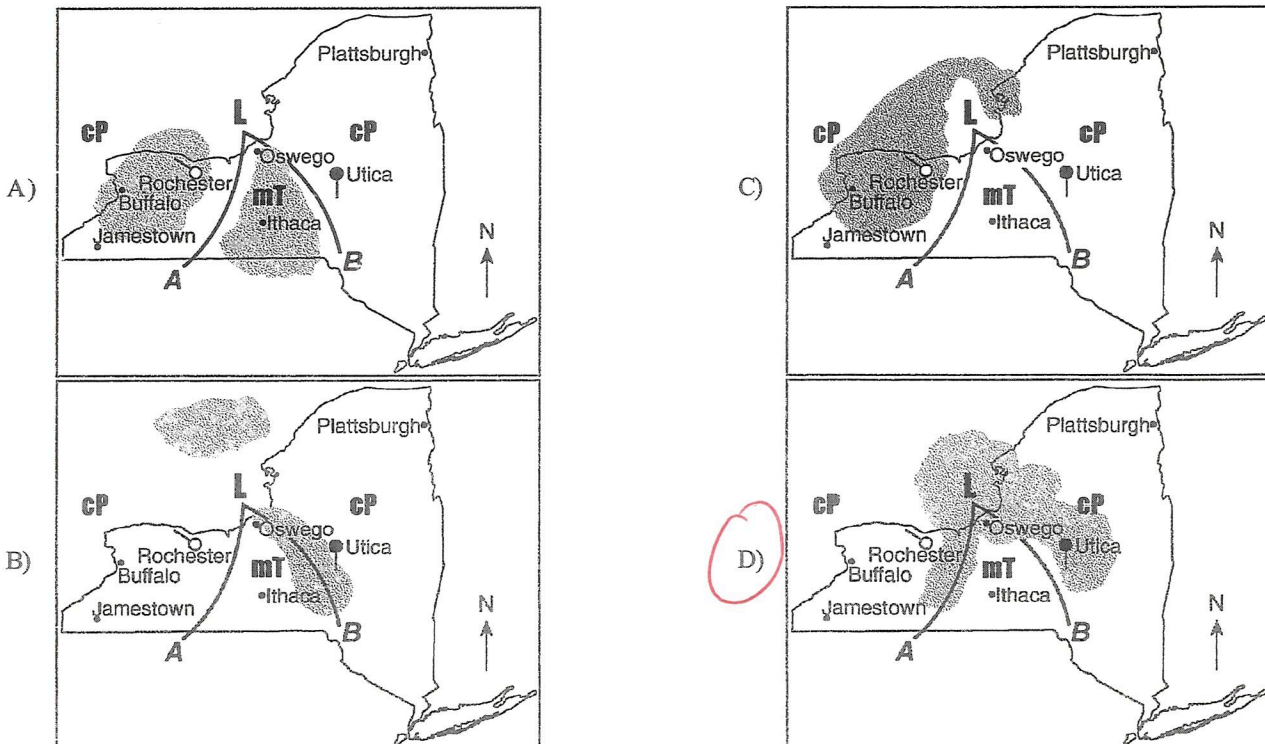 A)
Plattsburgh
L
cP
cP
Oswego
Utica
Rochester
mT
Buffalo
Ithaca
Jamestown
N
A
B
B)
Plattsburgh
L
cP
cP
Oswego
Utica
Rochester
mT
Buffalo
Ithaca
Jamestown
N
A
B
C)
Plattsburgh
L
cP
cP
Oswego
Utica
Rochester
mT
Buffalo
Ithaca
Jamestown
N
A
B
D)
Plattsburgh
L
cP
cP
Oswego
Utica
Rochester
mT
Buffalo
Ithaca
Jamestown
N
A
B